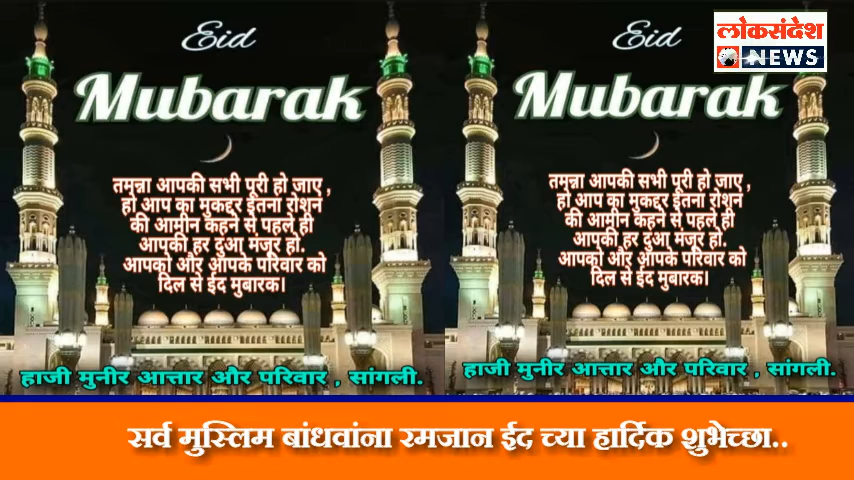 Eid
Mubarak
तमन्ना आपकी सभी पूरी हो जाए ,
हो आप का मुकद्दर ईतना रोशन
की आमीन कहने से पहले ही
आपकी हर दुआ मंजूर हो.
आपको और आपके परिवार को
दिल से ईद मुबारक।
हाजी मुनीर आत्तार और परिवार , सांगली.
Eid
Mubarak
तमन्ना आपकी सभी पूरी हो जाए ,
हो आप का मुकद्दर ईतना रोशन
की आमीन कहने से पहले ही
आपकी हर दुआ मंजूर हो.
आपको और आपके परिवार को
दिल से ईद मुबारक।
हाजी मुनीर आत्तार और परिवार , सांगली.
लोकसंदेश
NEWS
सर्व मुस्लिम बांधवांना रमजान ईद च्या हार्दिक शुभेच्छा..